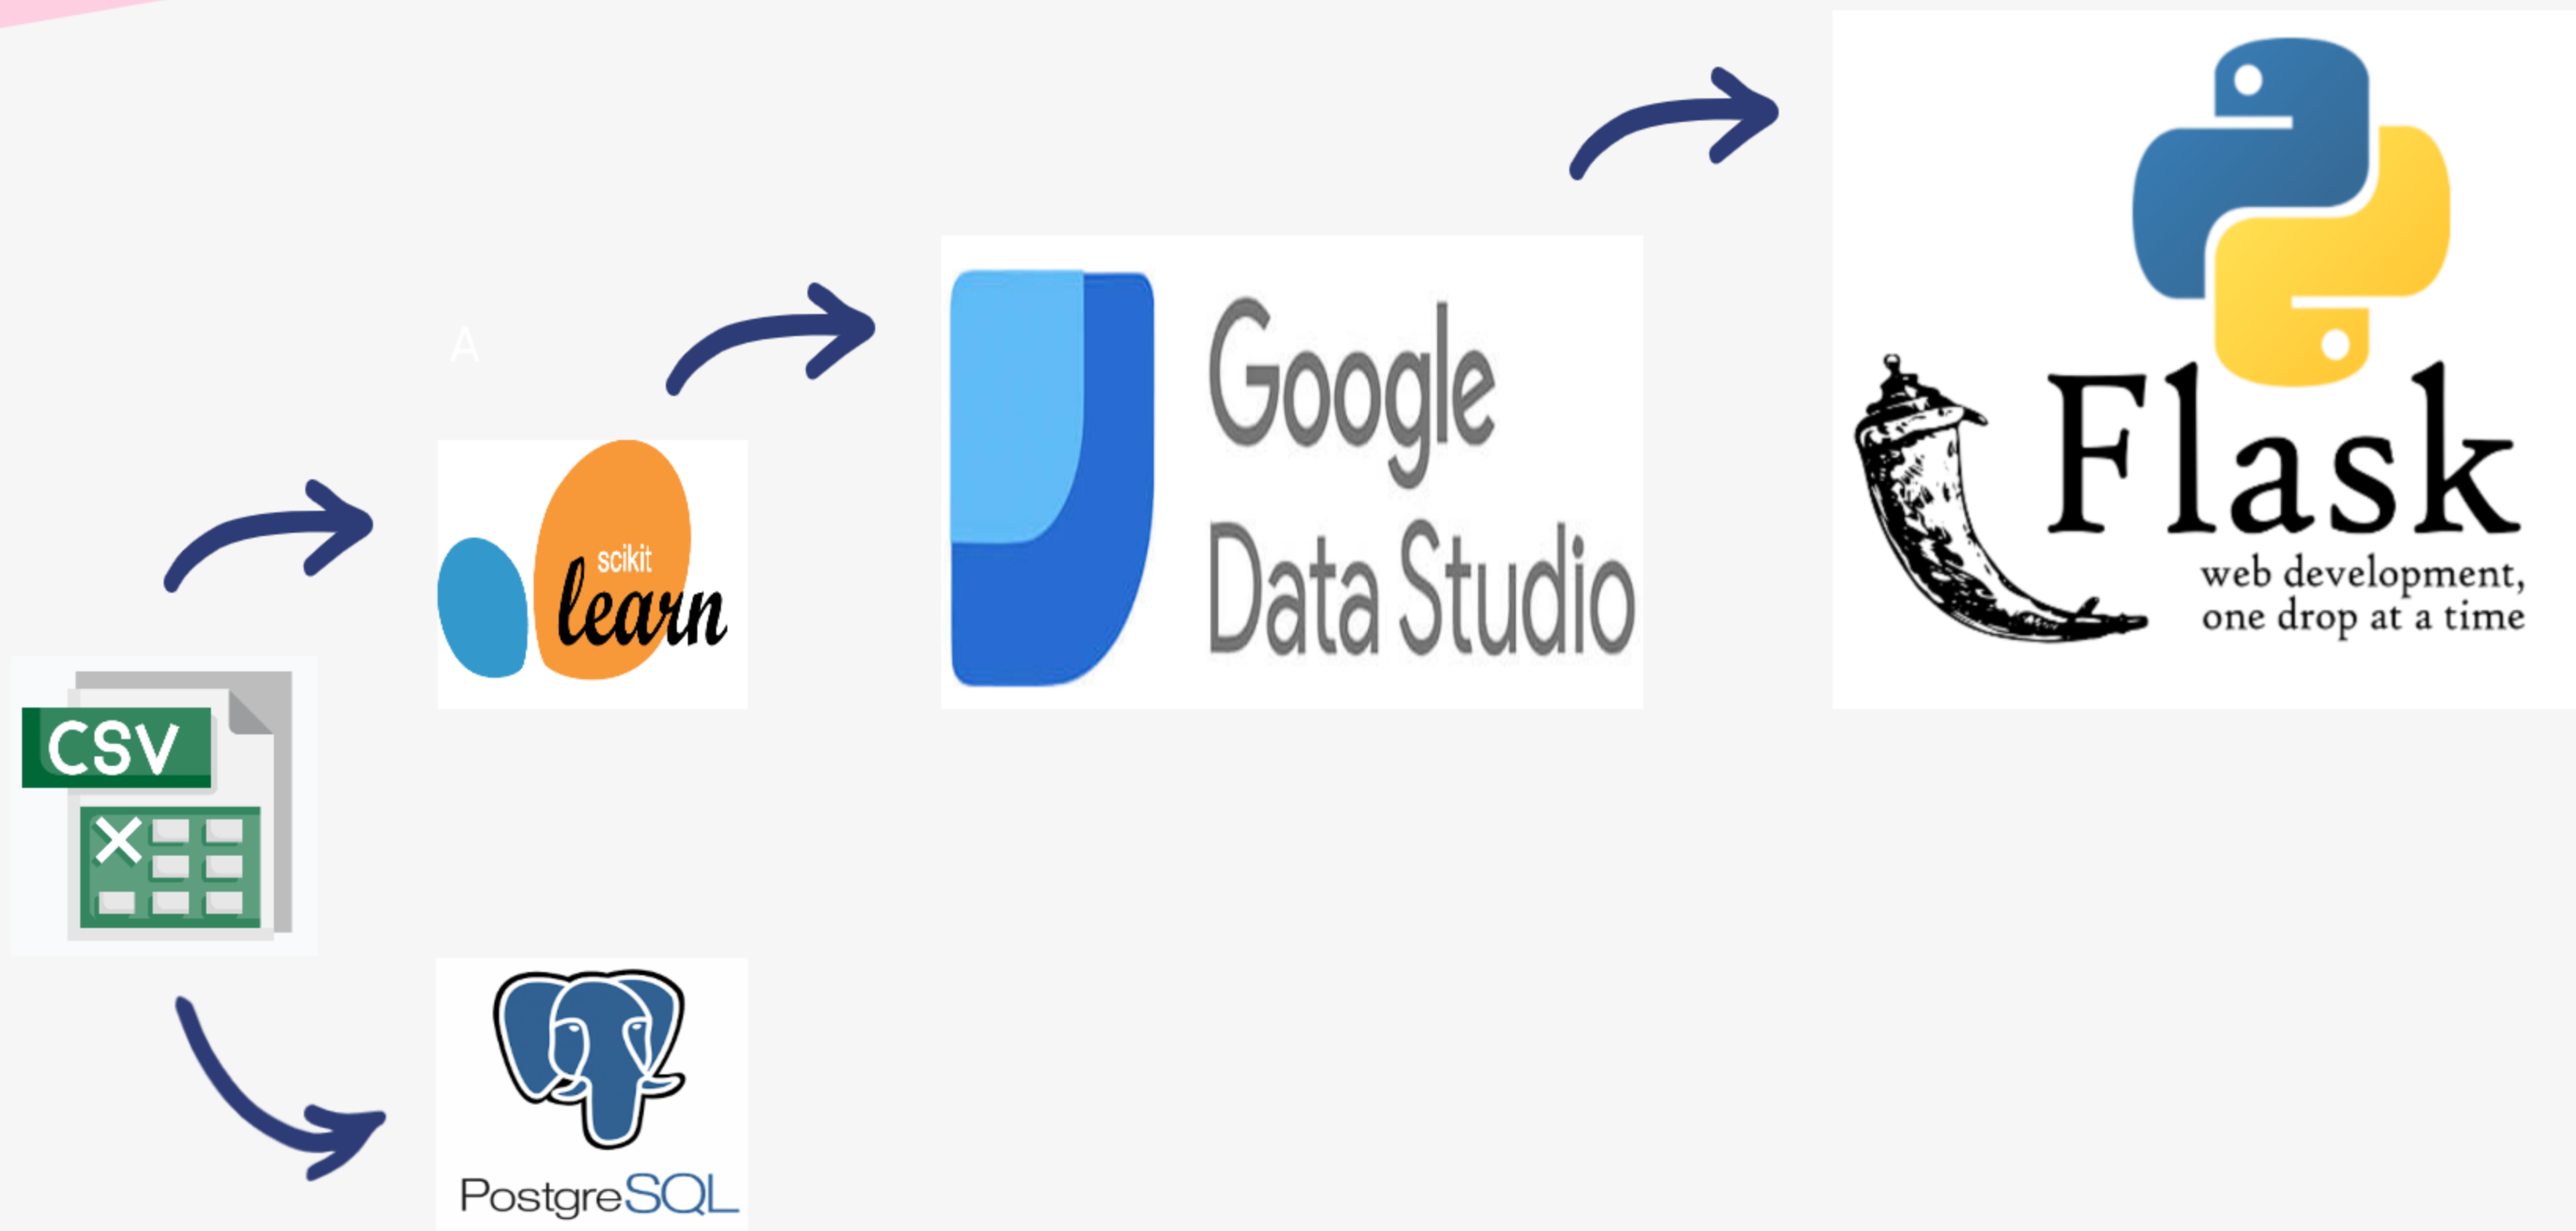 A
scikit
learn
CSV
Google
Data Studio
Flask
web development,
one drop at a time
PostgreSQL